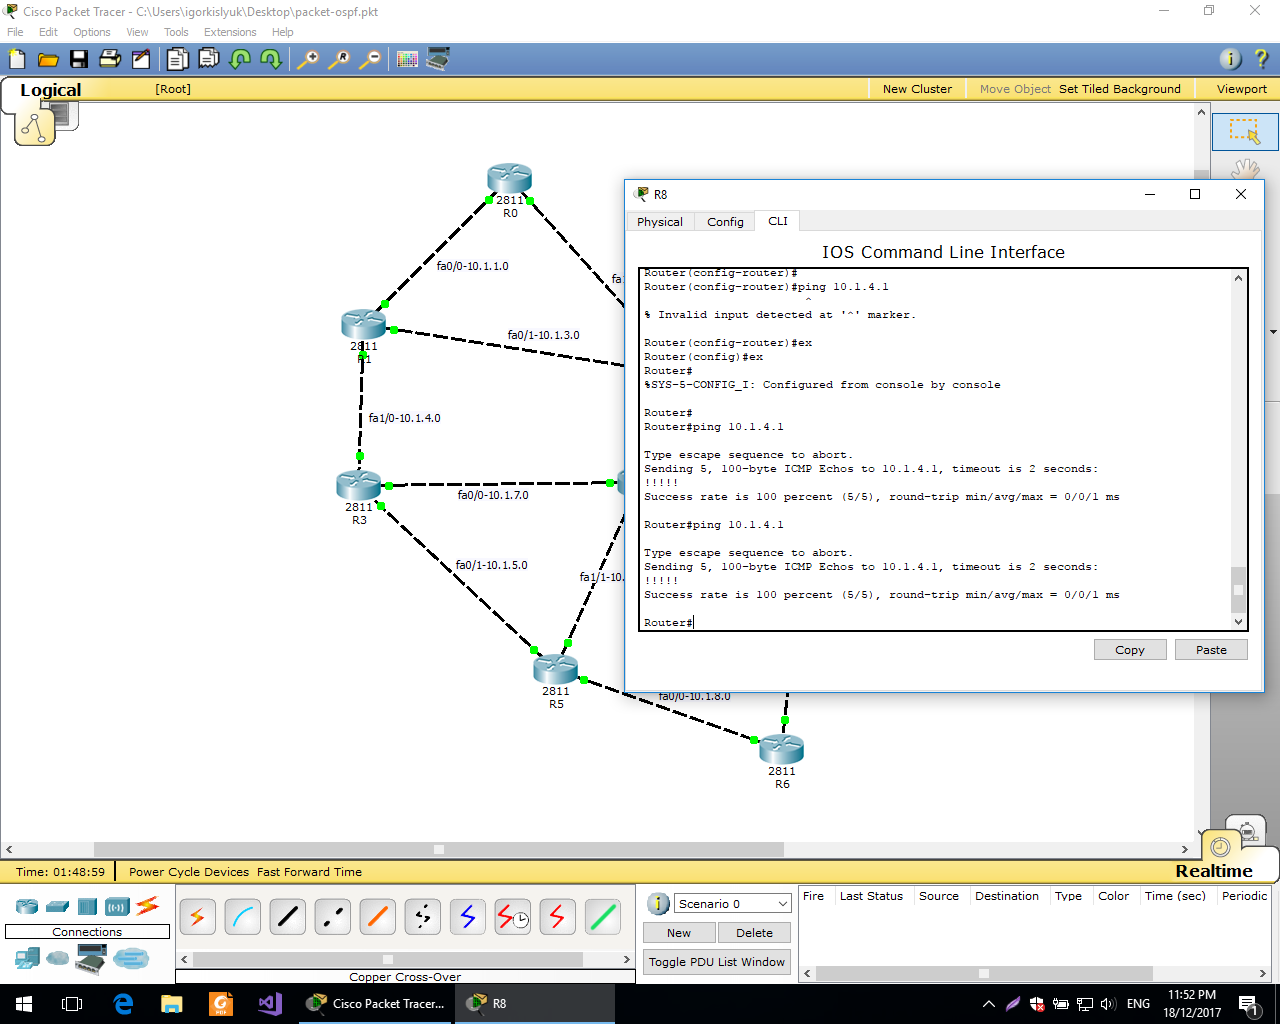 Cisco Packet Tracer - C:\Users\igorkislyuk\Desktop\packet-ospf.pkt
File Edit Options View Tools Extensions Help
Logical [Root] New Cluster Move Object Set Tiled Background Viewport
2811
R0
fa0/0-10.1.1.0
2811
R1
fa0/1-10.1.3.0
fa1/0-10.1.4.0
2811
R3
fa0/0-10.1.7.0
fa0/1-10.1.5.0
fa1/1-10.
2811
R5
fa0/0-10.1.8.0
2811
R6
R8
Physical Config CLI
IOS Command Line Interface
Router(config-router)#
Router(config-router)#ping 10.1.4.1
^
% Invalid input detected at '^' marker.
Router(config-router)#ex
Router(config)#ex
Router#
%SYS-5-CONFIG_I: Configured from console by console
Router#
Router#ping 10.1.4.1
Type escape sequence to abort.
Sending 5, 100-byte ICMP Echos to 10.1.4.1, timeout is 2 seconds:
!!!!!
Success rate is 100 percent (5/5), round-trip min/avg/max = 0/0/1 ms
Router#ping 10.1.4.1
Type escape sequence to abort.
Sending 5, 100-byte ICMP Echos to 10.1.4.1, timeout is 2 seconds:
!!!!!
Success rate is 100 percent (5/5), round-trip min/avg/max = 0/0/1 ms
Router#
Copy Paste
Time: 01:48:59 Power Cycle Devices Fast Forward Time Realtime
Connections
Copper Cross-Over
Scenario 0
New Delete
Toggle PDU List Window
Fire Last Status Source Destination Type Color Time (sec) Periodic
Cisco Packet Tracer... R8
ENG
11:52 PM
18/12/2017
1